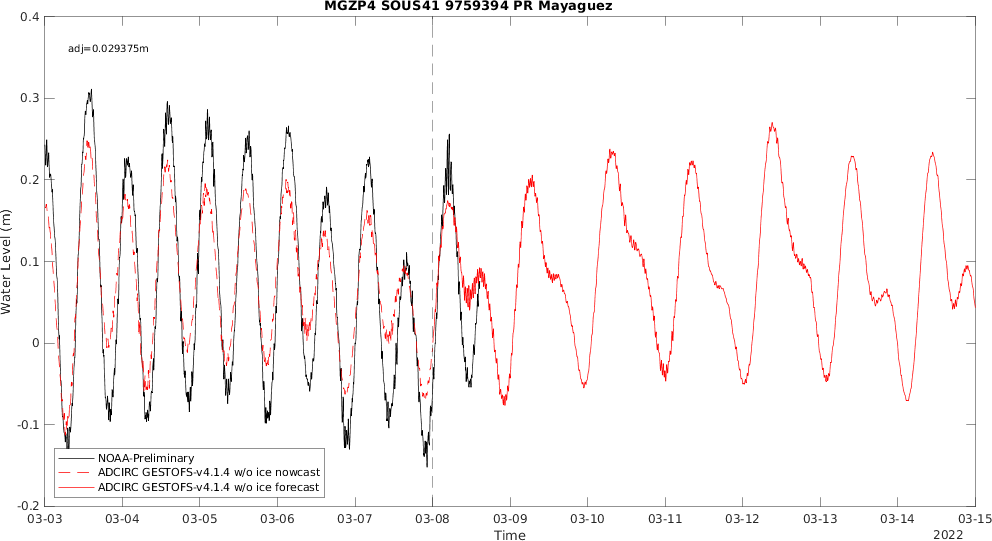 MGZP4 SOUS41 9759394 PR Mayaguez
adj=0.029375m
0.4
0.3
0.2
0.1
0
-0.1
-0.2
Water Level (m)
NOAA-Preliminary
ADCIRC GESTOFS-v4.1.4 w/o ice nowcast
ADCIRC GESTOFS-v4.1.4 w/o ice forecast
03-03 03-04 03-05 03-06 03-07 03-08 03-09 03-10 03-11 03-12 03-13 03-14 03-15
Time
2022